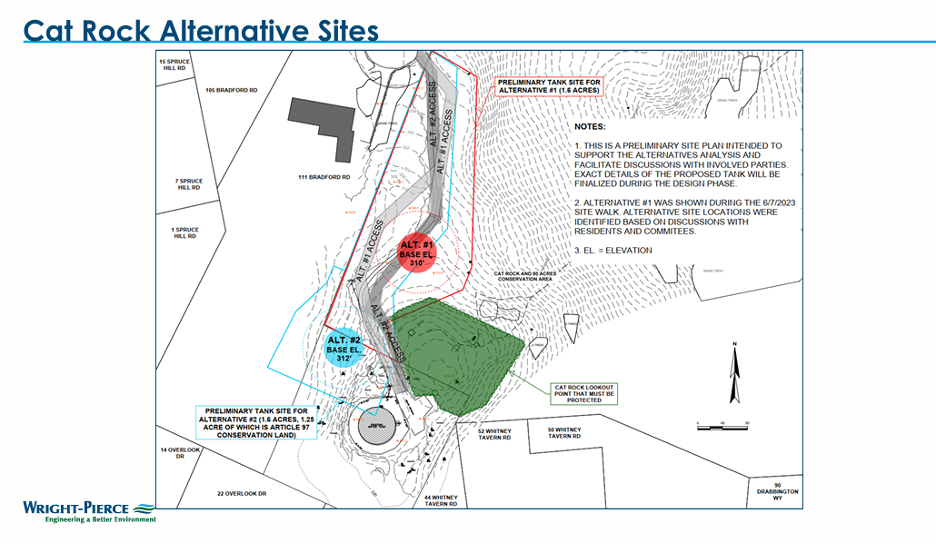 Cat Rock Alternative Sites
15 SPRUCE
HILL RD
105 BRADFORD RD
PRELIMINARY TANK SITE FOR
ALTERNATIVE #1 (1.6 ACRES)
ALT. #2 ACCESS
ALT. #1 ACCESS
NOTES:
1. THIS IS A PRELIMINARY SITE PLAN INTENDED TO
SUPPORT THE ALTERNATIVES ANALYSIS AND
FACILITATE DISCUSSIONS WITH INVOLVED PARTIES.
EXACT DETAILS OF THE PROPOSED TANK WILL BE
FINALIZED DURING THE DESIGN PHASE.
2. ALTERNATIVE #1 WAS SHOWN DURING THE 6/7/2023
SITE WALK. ALTERNATIVE SITE LOCATIONS WERE
IDENTIFIED BASED ON DISCUSSIONS WITH
RESIDENTS AND COMMITEES.
3. EL. = ELEVATION
7 SPRUCE
HILL RD
111 BRADFORD RD
1 SPRUCE
HILL RD
ALT. #1 ACCESS
ALT. #1
BASE EL.
310'
CAT ROCK AND 80 ACRES
CONSERVATION AREA
ALT. #2 ACCESS
ALT. #2
BASE EL.
312'
N
CAT ROCK LOOKOUT
POINT THAT MUST BE
PROTECTED
PRELIMINARY TANK SITE FOR
ALTERNATIVE #2 (1.6 ACRES, 1.25
ACRE OF WHICH IS ARTICLE 97
CONSERVATION LAND)
52 WHITNEY
TAVERN RD
50 WHITNEY
TAVERN RD
14 OVERLOOK
DR
22 OVERLOOK DR
44 WHITNEY
TAVERN RD
90
DRABBINGTON
WY
WRIGHT-PIERCE
Engineering a Better Environment